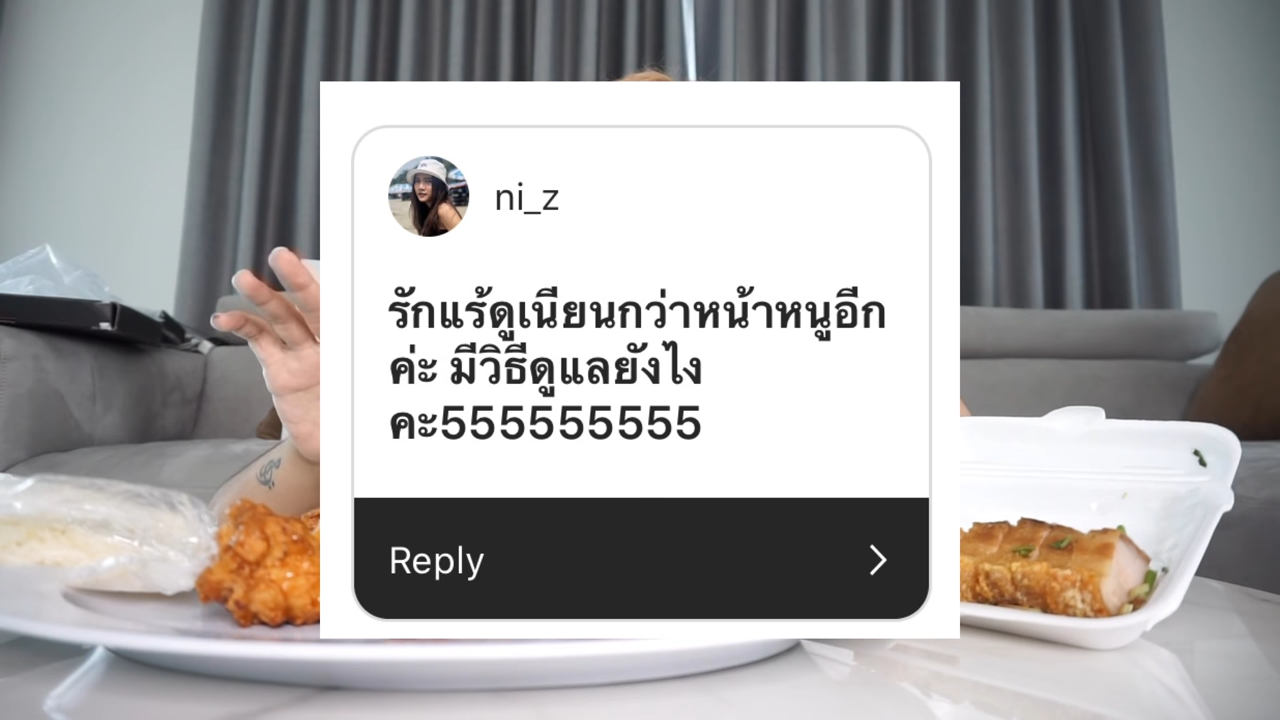 ni_z
รักแร้ดูเนียนกว่าหน้าหนูอีก
ค่ะ มีวิธีดูแลยังไง
คะ555555555
Reply